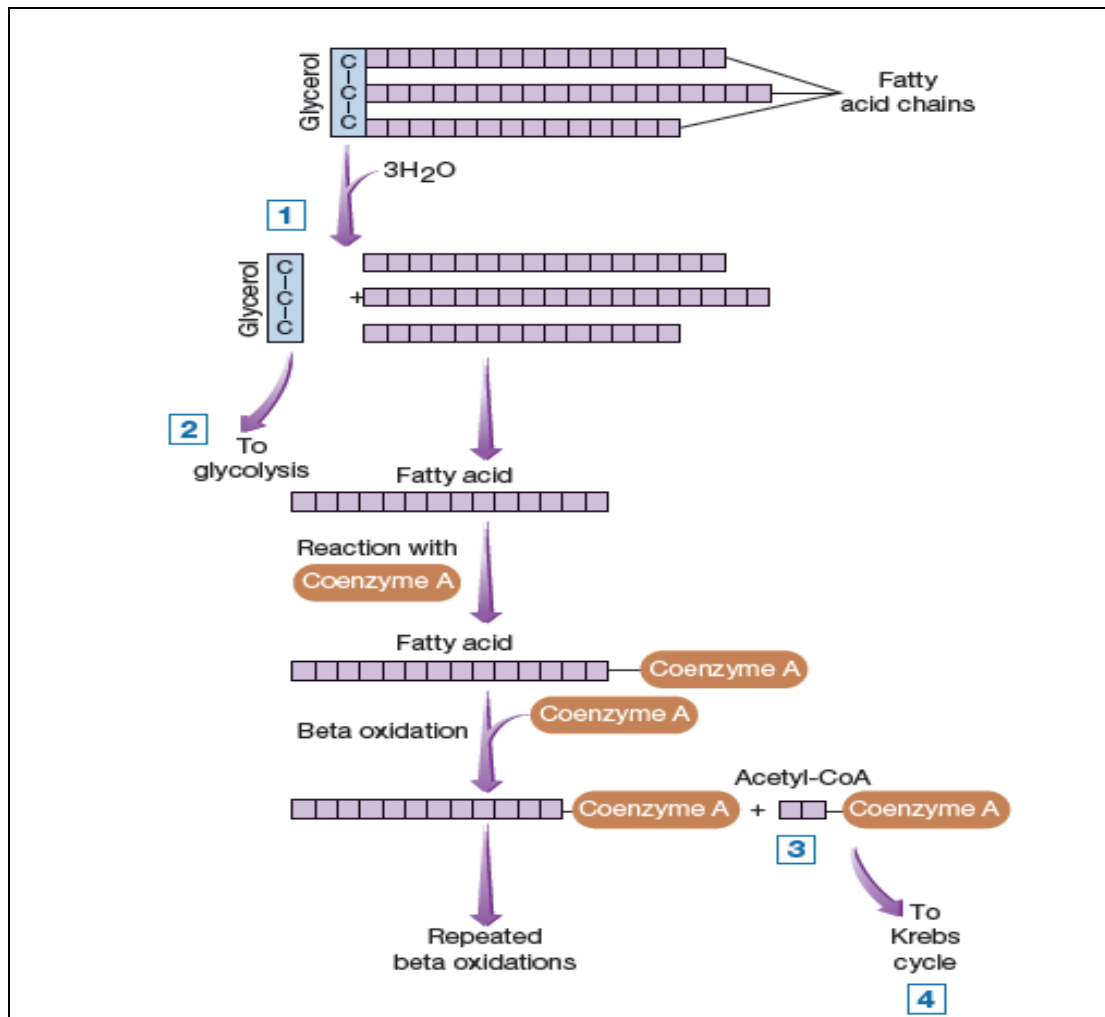 Glycerol
C
C
C
Fatty
acid chains
3H2O
1
Glycerol
C
C
C
+
2
To
glycolysis
Fatty acid
Reaction with
Coenzyme A
Fatty acid
Coenzyme A
Beta oxidation
Coenzyme A
Acetyl-CoA
Coenzyme A
+
Coenzyme A
3
Repeated
beta oxidations
To
Krebs
cycle
4